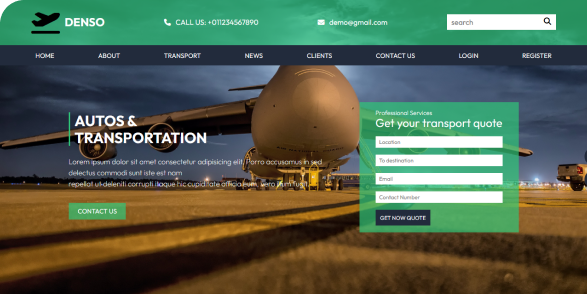 DENSO
CALL US: +011234567890
demo@gmail.com
search
HOME ABOUT TRANSPORT NEWS CLIENTS CONTACT US LOGIN REGISTER
AUTOS &
TRANSPORTATION
Lorem ipsum dolor sit amet consectetur adipisicing elit. Porro accusamus in sed
delectus commodi sunt iste est nam
repellat ut deleniti corrupti itaque hic cupiditate officia eum, vero illum fugit.
CONTACT US
Professional Services
Get your transport quote
Location
To destination
Email
Contact Number
GET NOW QUOTE